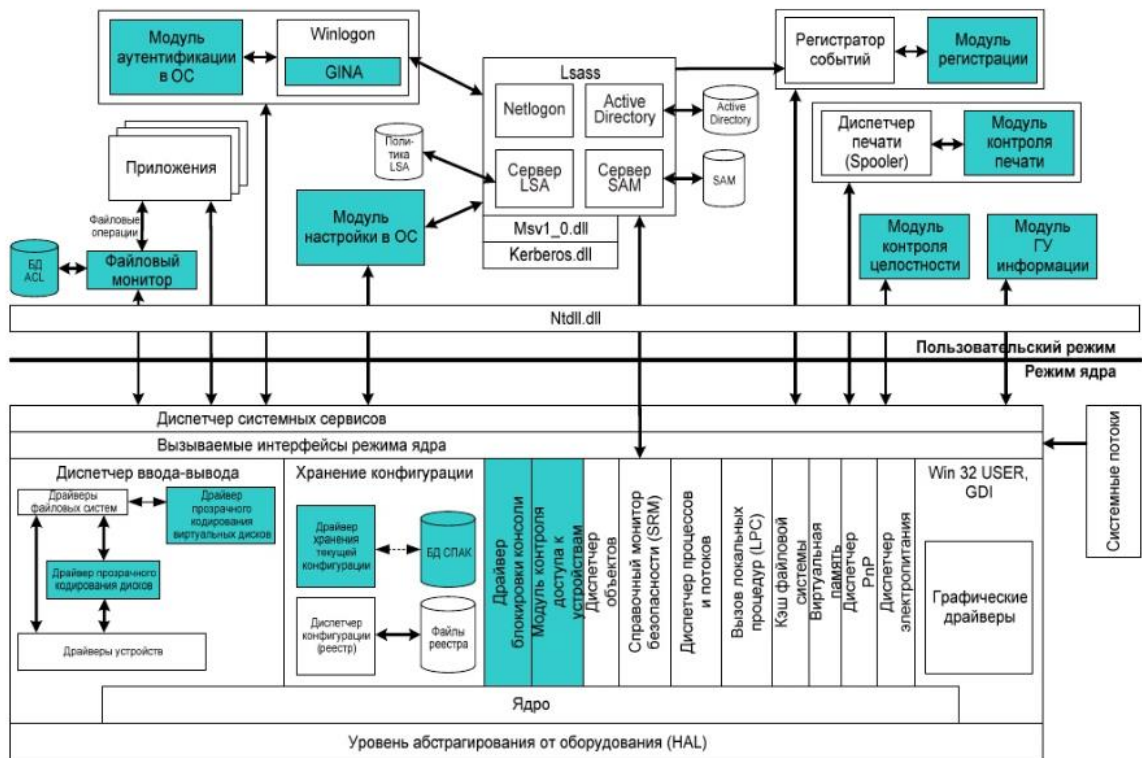 Модуль
аутентификации
в ОС
Winlogon
GINA
Lsass
Netlogon
Active
Directory
Сервер
LSA
Сервер
SAM
Msv1_0.dll
Kerberos.dll
Поли-
тика
LSA
Active
Directory
SAM
Регистратор
событий
Модуль
регистрации
Диспетчер
печати
(Spooler)
Модуль
контроля
печати
Приложения
Файловые
операции
БД
ACL
Файловый
монитор
Модуль
настройки в ОС
Модуль
контроля
целостности
Модуль
ГУ
информации
Ntdll.dll
Пользовательский режим
Режим ядра
Диспетчер системных сервисов
Вызываемые интерфейсы режима ядра
Системные потоки
Диспетчер ввода-вывода
Драйверы
файловых систем
Драйвер
прозрачного
кодирования
виртуальных дисков
Драйвер прозрачного
кодирования дисков
Драйверы устройств
Хранение конфигурации
Драйвер
хранения
текущей
конфигурации
БД СПАК
Диспетчер
конфигурации
(реестр)
Файлы
реестра
Драйвер
блокировки консоли
Модуль контроля
доступа к
устройствам
Диспетчер
объектов
Справочный монитор
безопасности (SRM)
Диспетчер процессов
и потоков
Вызов локальных
процедур (LPC)
Кэш файловой
системы
Виртуальная
память
Диспетчер
PnP
Диспетчер
электропитания
Win 32 USER,
GDI
Графические
драйверы
Ядро
Уровень абстрагирования от оборудования (HAL)